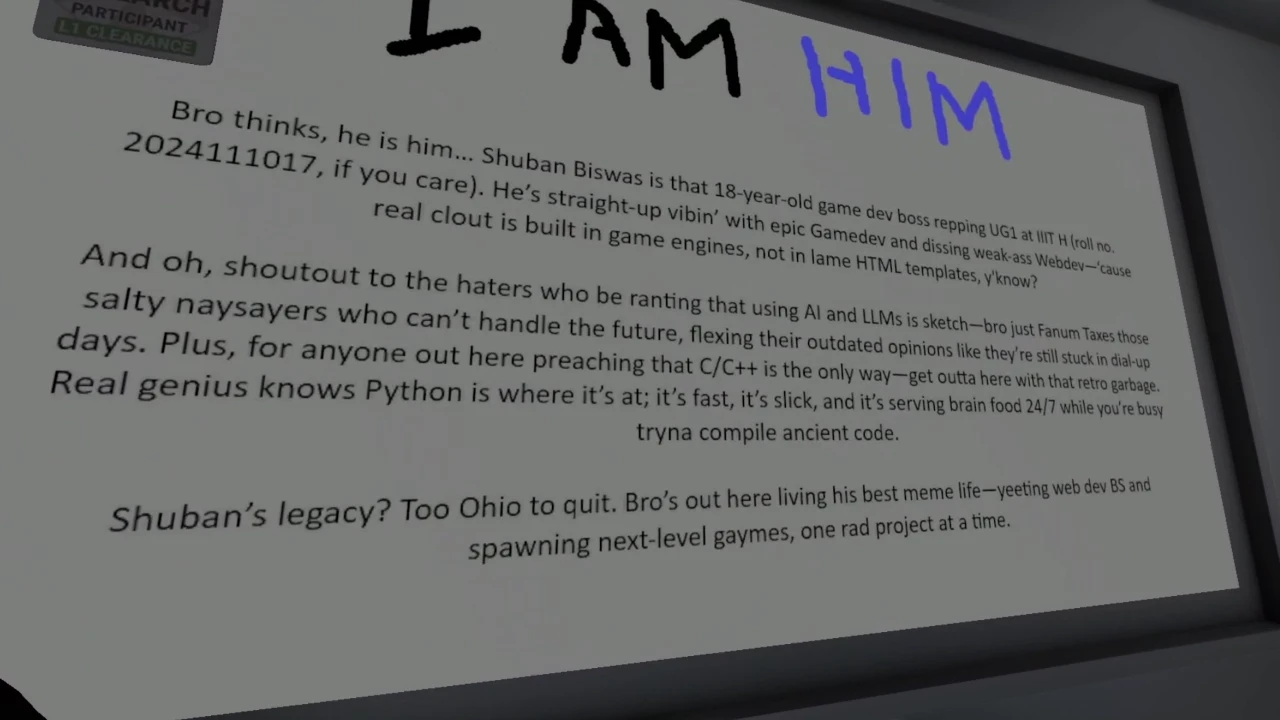 ARCH
PARTICIPANT
L1 CLEARANCE
I AM HIM
Bro thinks, he is him... Shuban Biswas is that 18-year-old game dev boss repping UG1 at IIIT H (roll no.
2024111017, if you care). He's straight-up vibin' with epic Gamedev and dissing weak-ass Webdev—'cause
real clout is built in game engines, not in lame HTML templates, y'know?
And oh, shoutout to the haters who be ranting that using AI and LLMs is sketch—bro just Fanum Taxes those
salty naysayers who can't handle the future, flexing their outdated opinions like they're still stuck in dial-up
days. Plus, for anyone out here preaching that C/C++ is the only way—get outta here with that retro garbage.
Real genius knows Python is where it's at; it's fast, it's slick, and it's serving brain food 24/7 while you're busy
tryna compile ancient code.
Shuban's legacy? Too Ohio to quit. Bro's out here living his best meme life—yeeting web dev BS and
spawning next-level gaymes, one rad project at a time.